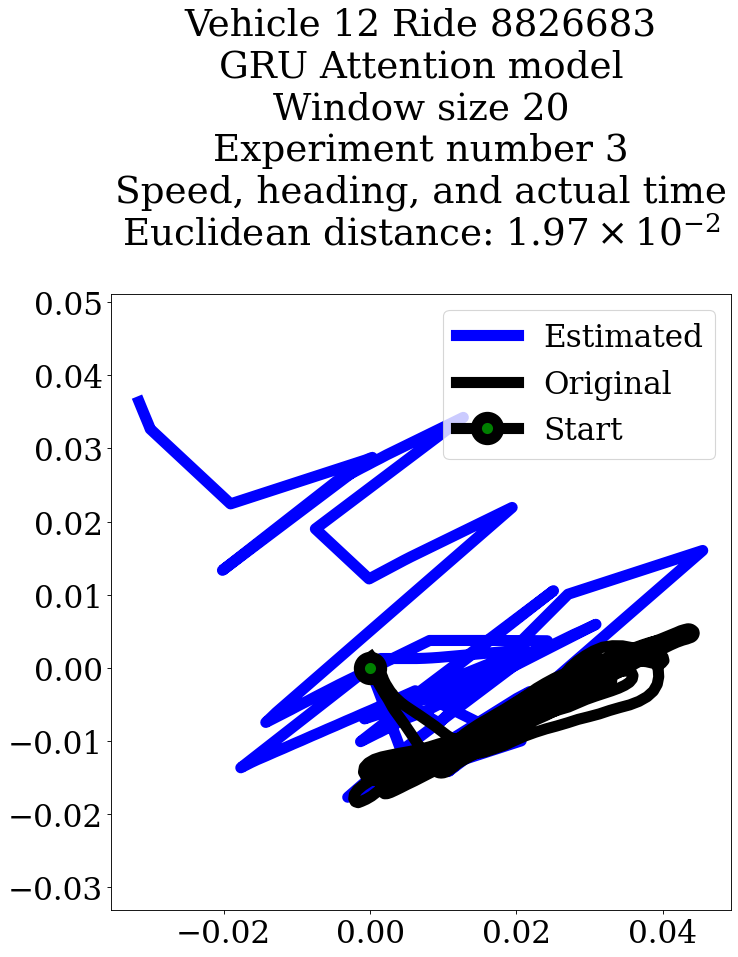 Vehicle 12 Ride 8826683
GRU Attention model
Window size 20
Experiment number 3
Speed, heading, and actual time
Euclidean distance: 1.97 × 10⁻²
0.05
0.04
0.03
0.02
0.01
0.00
−0.01
−0.02
−0.03
Estimated
Original
Start
−0.02
0.00
0.02
0.04